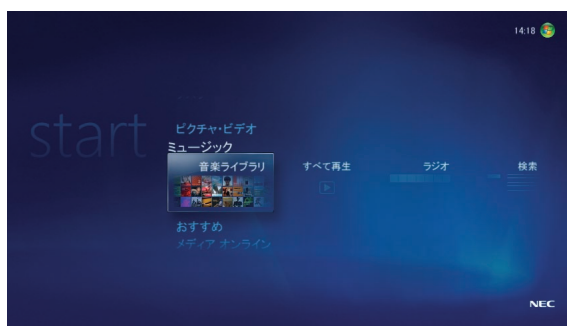 14:18
start
ピクチャ・ビデオ
ミュージック
音楽ライブラリ すべて再生 ラジオ 検索
おすすめ
メディア オンライン
NEC